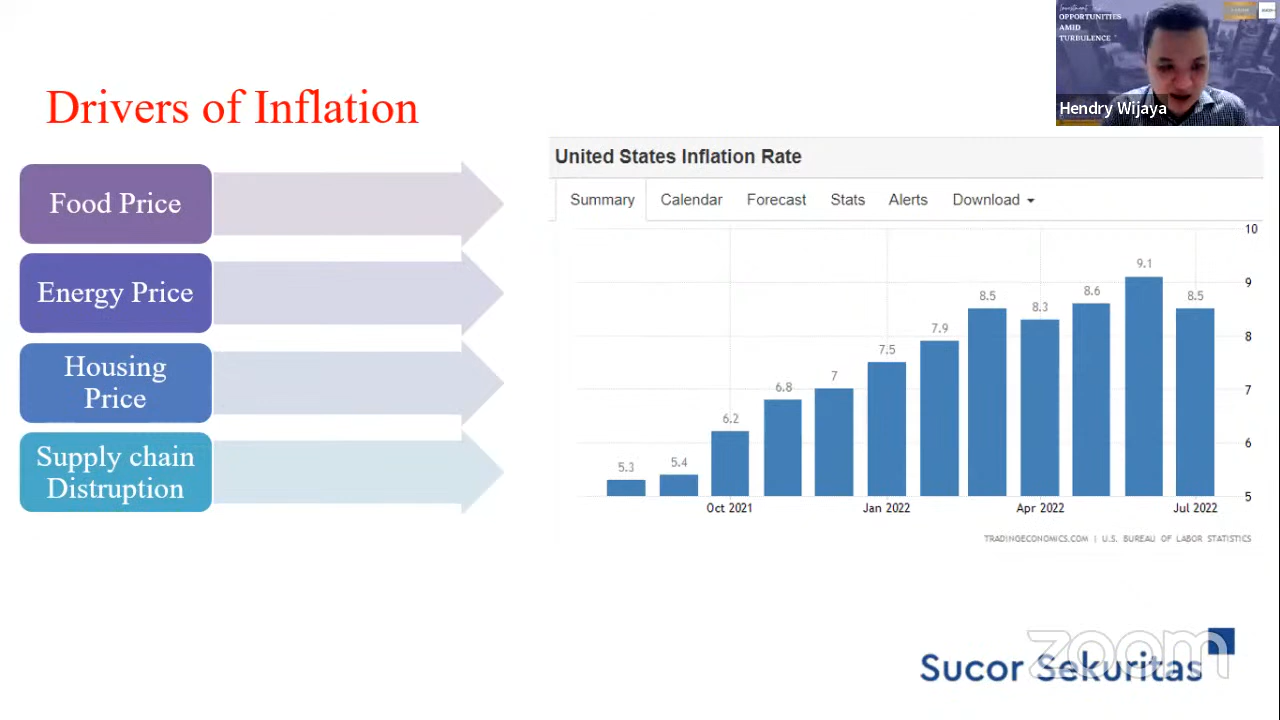 Investment
OPPORTUNITIES
AMID
TURBULENCE
Hendry Wijaya
Drivers of Inflation
Food Price
Energy Price
Housing
Price
Supply chain
Distruption
United States Inflation Rate
Summary Calendar Forecast Stats Alerts Download
10
9
8
7
6
5
5.3
5.4
6.2
6.8
7
7.5
7.9
8.5
8.3
8.6
9.1
8.5
Oct 2021 Jan 2022 Apr 2022 Jul 2022
TRADINGECONOMICS.COM | U.S. BUREAU OF LABOR STATISTICS
zoom
Sucor Sekuritas